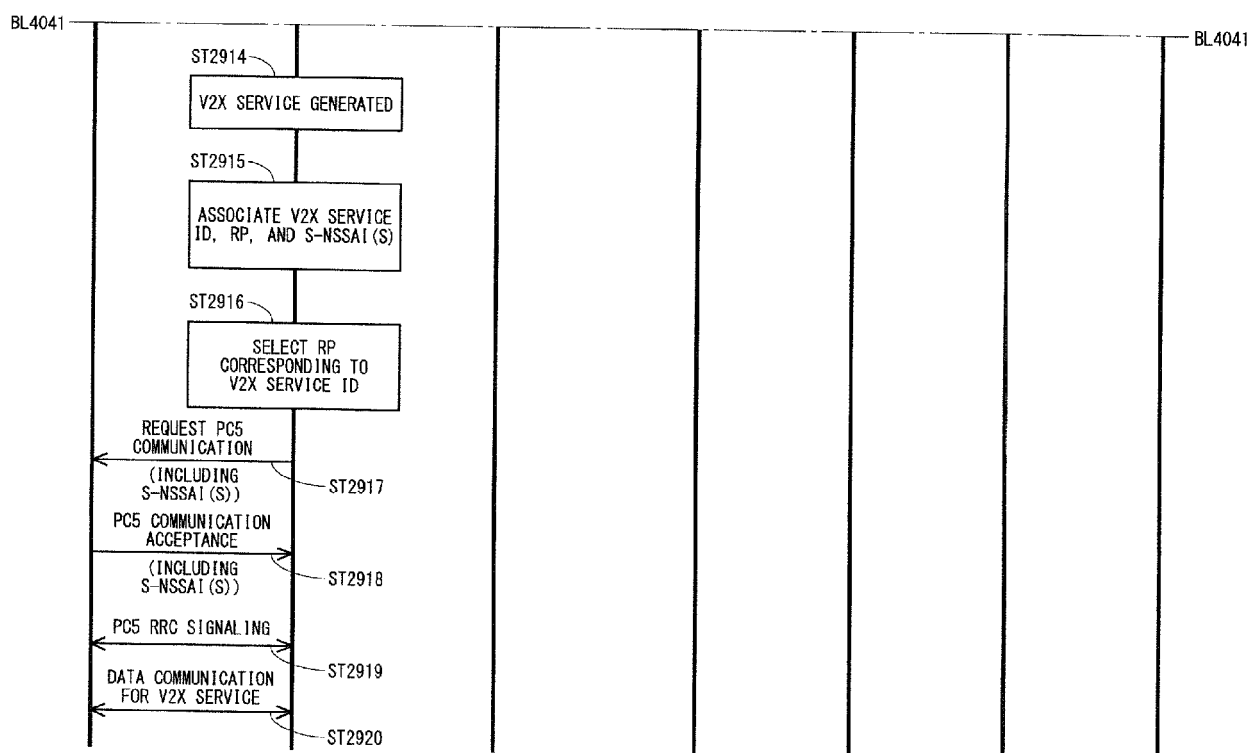 BL4041
BL4041
ST2914
V2X SERVICE GENERATED
ST2915
ASSOCIATE V2X SERVICE
ID, RP, AND S-NSSAI(S)
ST2916
SELECT RP
CORRESPONDING TO
V2X SERVICE ID
REQUEST PC5
COMMUNICATION
(INCLUDING
S-NSSAI(S))
ST2917
PC5 COMMUNICATION
ACCEPTANCE
(INCLUDING
S-NSSAI(S))
ST2918
PC5 RRC SIGNALING
ST2919
DATA COMMUNICATION
FOR V2X SERVICE
ST2920